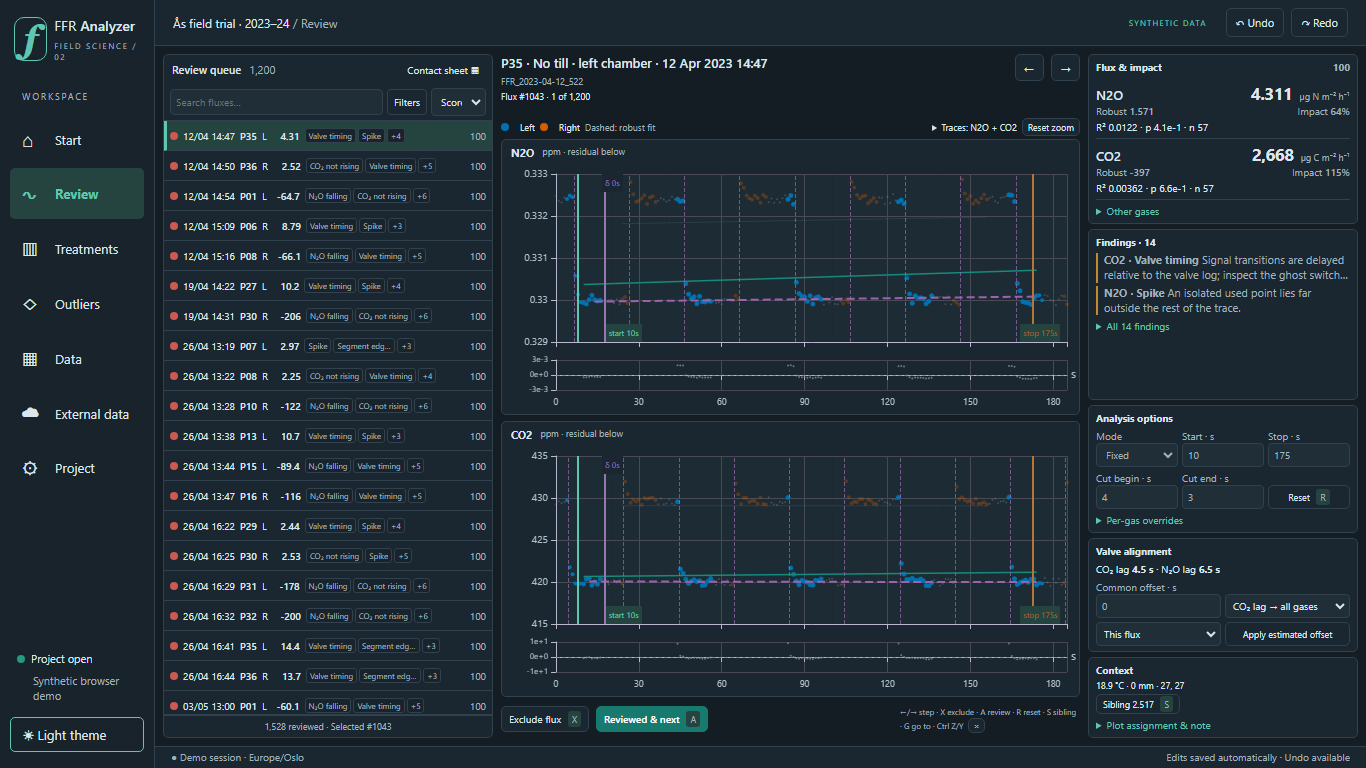 f
FFR Analyzer
FIELD SCIENCE /
02
WORKSPACE
Start
Review
Treatments
Outliers
Data
External data
Project
Project open
Synthetic browser
demo
☀ Light theme
Ås field trial · 2023–24 / Review
SYNTHETIC DATA
↶ Undo
↷ Redo
Review queue 1,200
Contact sheet ▦
Search fluxes...
Filters
Score
12/04 14:47 P35 L 4.31 Valve timing Spike +4 100
12/04 14:50 P36 R 2.52 CO₂ not rising Valve timing +5 100
12/04 14:54 P01 L -64.7 N₂O falling CO₂ not rising +6 100
12/04 15:09 P06 R 8.79 Valve timing Spike +3 100
12/04 15:16 P08 R -66.1 N₂O falling Valve timing +5 100
19/04 14:22 P27 L 10.2 Valve timing Spike +4 100
19/04 14:31 P30 R -206 N₂O falling CO₂ not rising +6 100
26/04 13:19 P07 L 2.97 Spike Segment edg... +3 100
26/04 13:22 P08 R 2.25 CO₂ not rising Valve timing +4 100
26/04 13:28 P10 R -122 N₂O falling CO₂ not rising +6 100
26/04 13:38 P13 L 10.7 Valve timing Spike +3 100
26/04 13:44 P15 L -89.4 N₂O falling Valve timing +5 100
26/04 13:47 P16 R -116 N₂O falling Valve timing +5 100
26/04 16:22 P29 L 2.44 Valve timing Spike +4 100
26/04 16:25 P30 R 2.53 CO₂ not rising Spike +5 100
26/04 16:29 P31 L -178 N₂O falling CO₂ not rising +6 100
26/04 16:32 P32 R -200 N₂O falling CO₂ not rising +6 100
26/04 16:41 P35 L 14.4 Valve timing Segment edg... +3 100
26/04 16:44 P36 R 13.7 Valve timing Segment edg... +3 100
03/05 13:00 P01 L -60.1 N₂O falling Valve timing +5 100
1,528 reviewed · Selected #1043
P35 · No till · left chamber · 12 Apr 2023 14:47
← →
FFR_2023-04-12_522
Flux #1043 · 1 of 1,200
Left Right Dashed: robust fit
▶ Traces: N2O + CO2
Reset zoom
N2O ppm · residual below
δ 0s
0.333
0.332
0.331
0.33
0.329
start 10s
stop 175s
3e-3
0e+0
-3e-3
s
0 30 60 90 120 150 180
CO2 ppm · residual below
δ 0s
435
430
425
420
415
start 10s
stop 175s
1e+1
0e+0
-1e+1
s
0 30 60 90 120 150 180
Exclude flux X
Reviewed & next A
←/→ step · X exclude · A review · R reset · S sibling
· G go to · Ctrl Z/Y ×
Flux & impact 100
N2O 4.311 µg N m⁻² h⁻¹
Robust 1.571 Impact 64%
R² 0.0122 · p 4.1e-1 · n 57
CO2 2,668 µg C m⁻² h⁻¹
Robust -397 Impact 115%
R² 0.00362 · p 6.6e-1 · n 57
▶ Other gases
Findings · 14
CO2 · Valve timing Signal transitions are delayed
relative to the valve log; inspect the ghost switch...
N2O · Spike An isolated used point lies far
outside the rest of the trace.
▶ All 14 findings
Analysis options
Mode Start · s Stop · s
Fixed 10 175
Cut begin · s Cut end · s
4 3 Reset R
▶ Per-gas overrides
Valve alignment
CO₂ lag 4.5 s · N₂O lag 6.5 s
Common offset · s
0 CO₂ lag → all gases
This flux Apply estimated offset
Context
18.9 °C · 0 mm · 27, 27
Sibling 2.517 S
▶ Plot assignment & note
● Demo session · Europe/Oslo
Edits saved automatically · Undo available